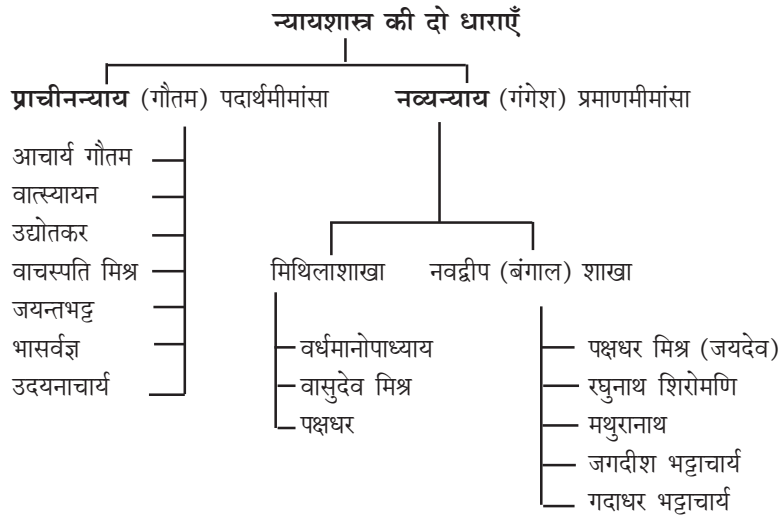 न्यायशास्त्र की दो धाराएँ
प्राचीनन्याय (गौतम) पदार्थमीमांसा
नव्यन्याय (गंगेश) प्रमाणमीमांसा
आचार्य गौतम
वात्स्यायन
उद्योतकर
वाचस्पति मिश्र
जयन्तभट्ट
भासर्वज्ञ
उदयनाचार्य
मिथिलाशाखा
नवद्वीप (बंगाल) शाखा
वर्धमानोपाध्याय
वासुदेव मिश्र
पक्षधर
पक्षधर मिश्र (जयदेव)
रघुनाथ शिरोमणि
मथुरानाथ
जगदीश भट्टाचार्य
गदाधर भट्टाचार्य